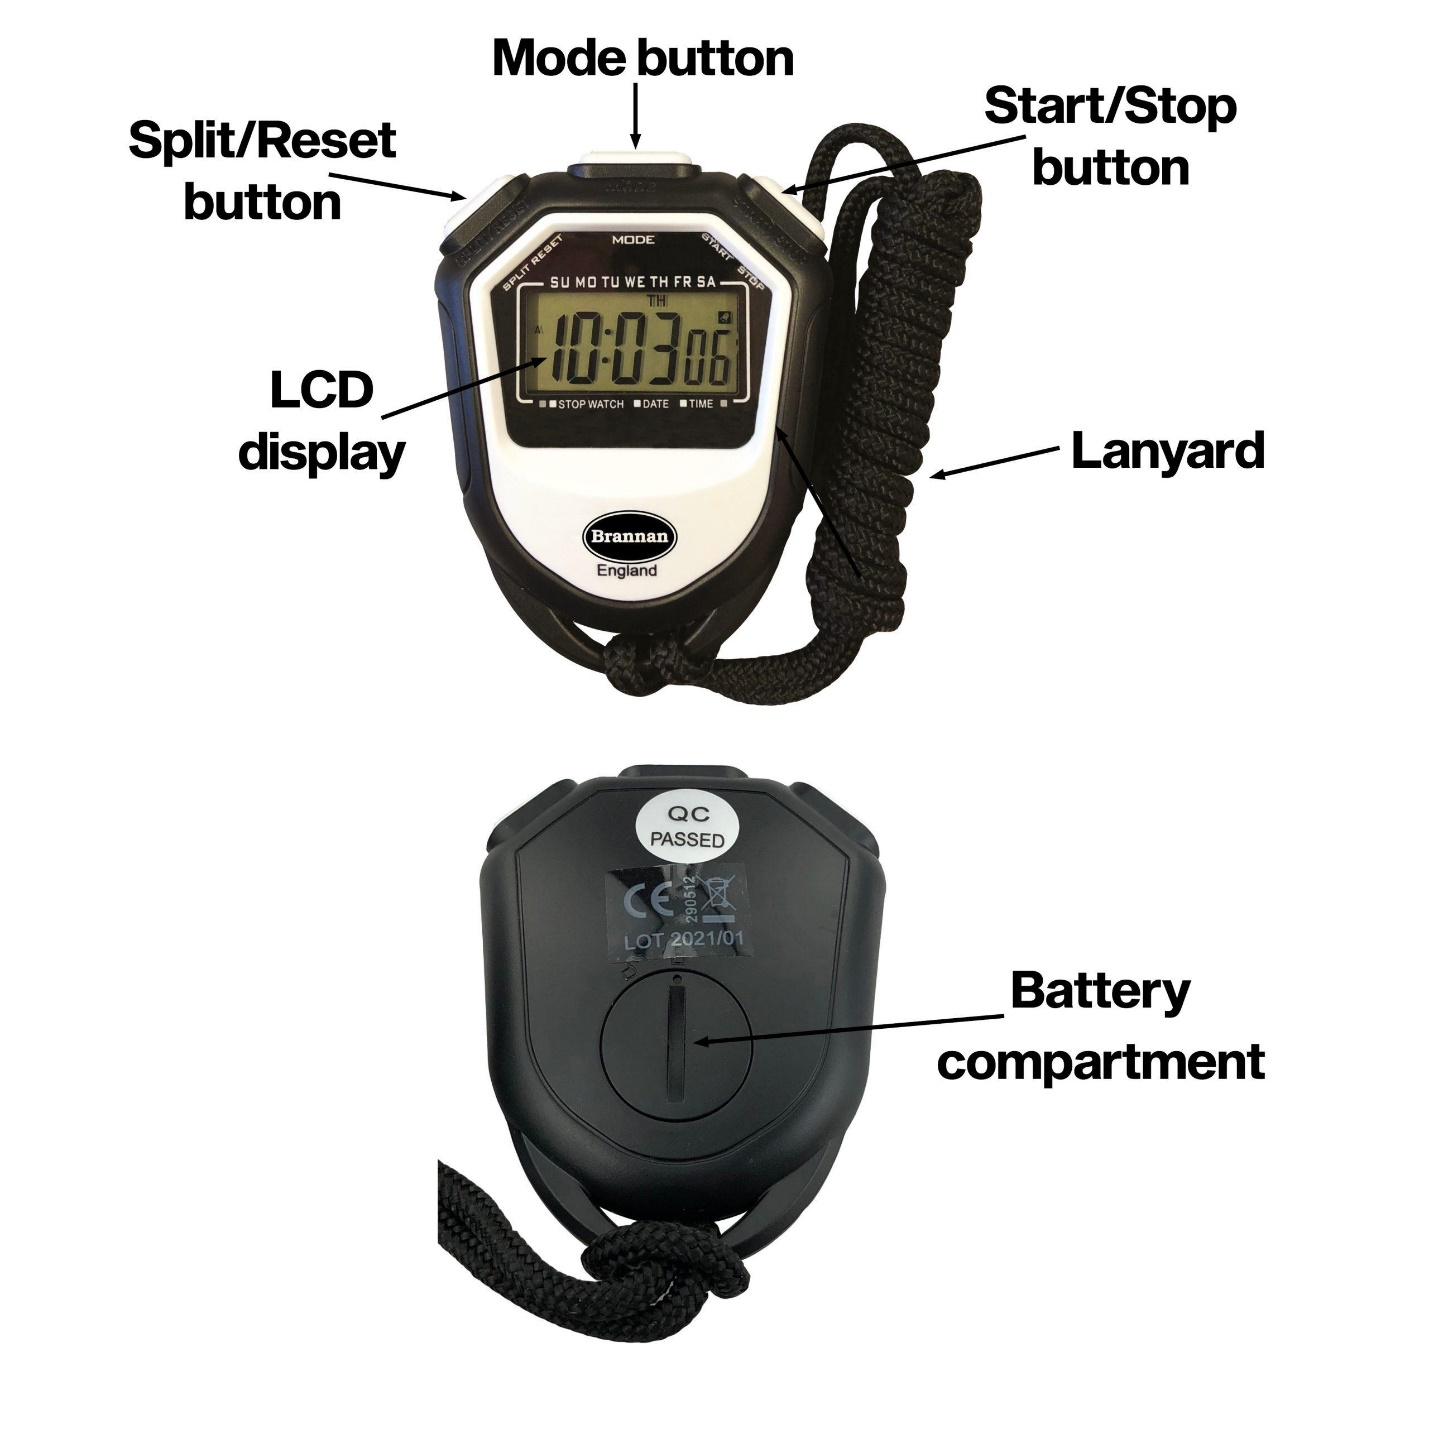 Mode button
Start/Stop
button
Split/Reset
button
SPLIT RESET
MODE
START STOP
SU MO TU WE TH FR SA
TH
10:03 06
STOP WATCH DATE TIME
LCD
display
Lanyard
Brannan
England
QC
PASSED
CE 290512
LOT 2021/01
Battery
compartment